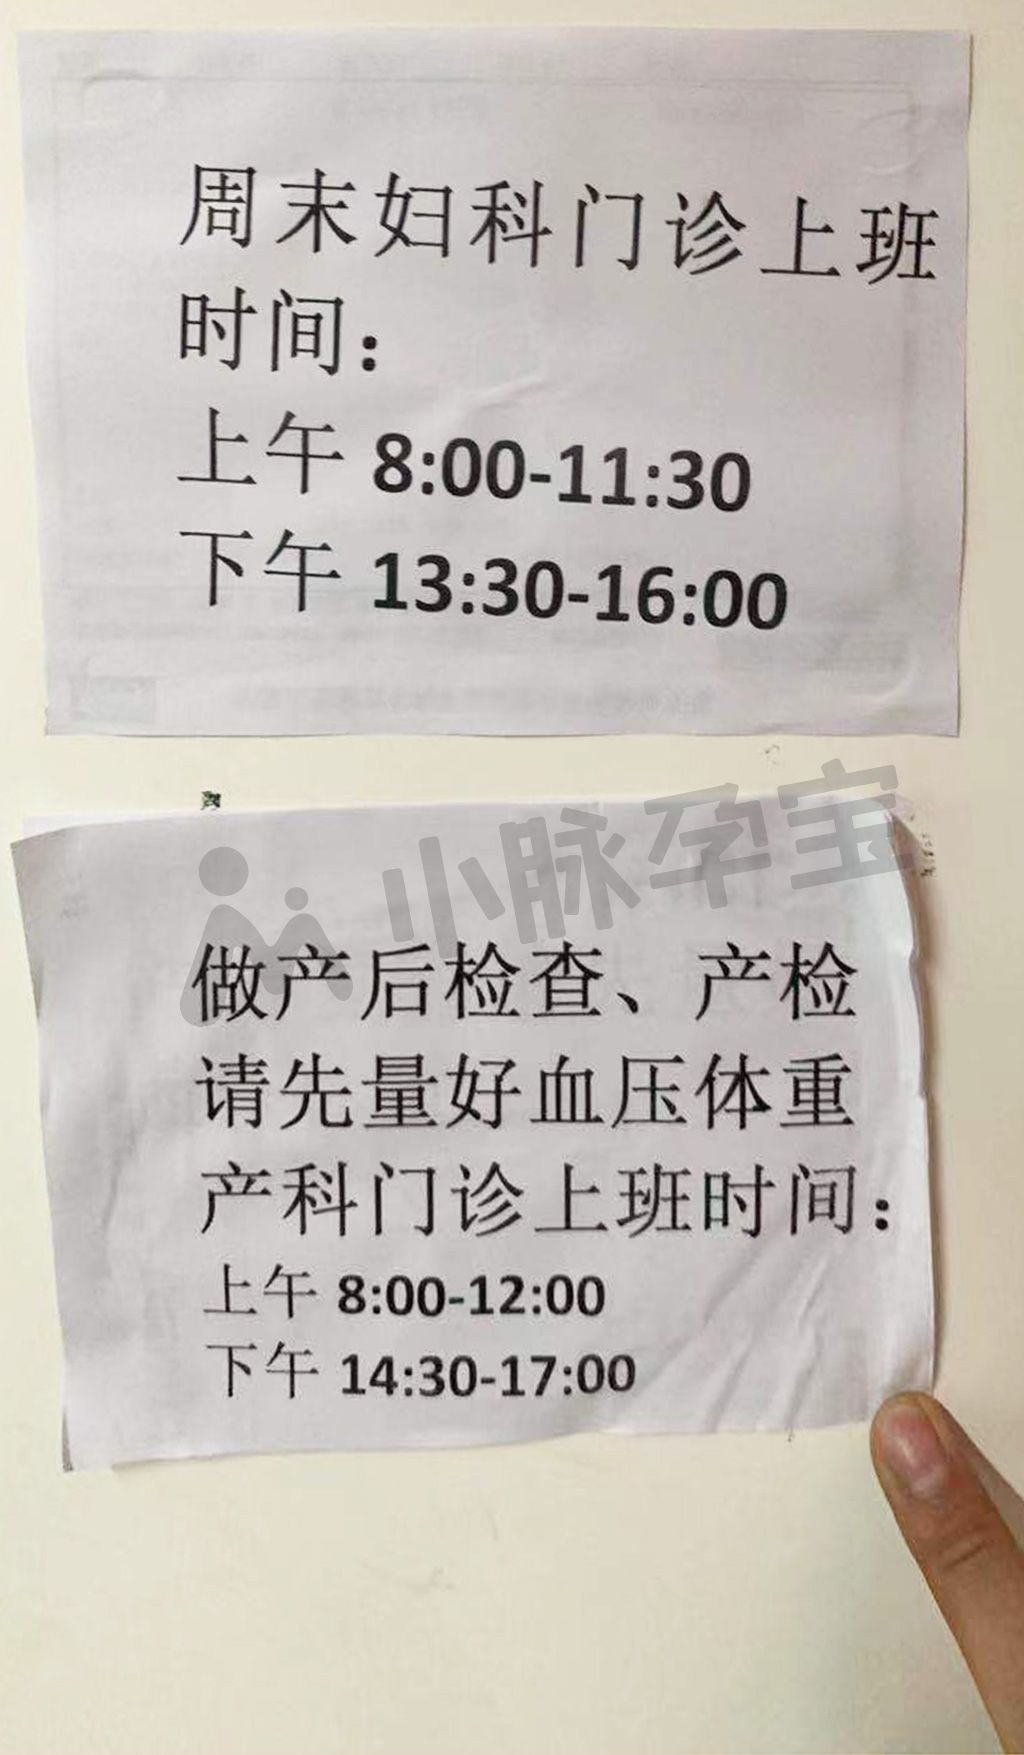 周末妇科门诊上班
时间：
上午 8:00-11:30
下午 13:30-16:00
小脉孕宝
做产后检查、产检
请先量好血压体重
产科门诊上班时间：
上午 8:00-12:00
下午 14:30-17:00